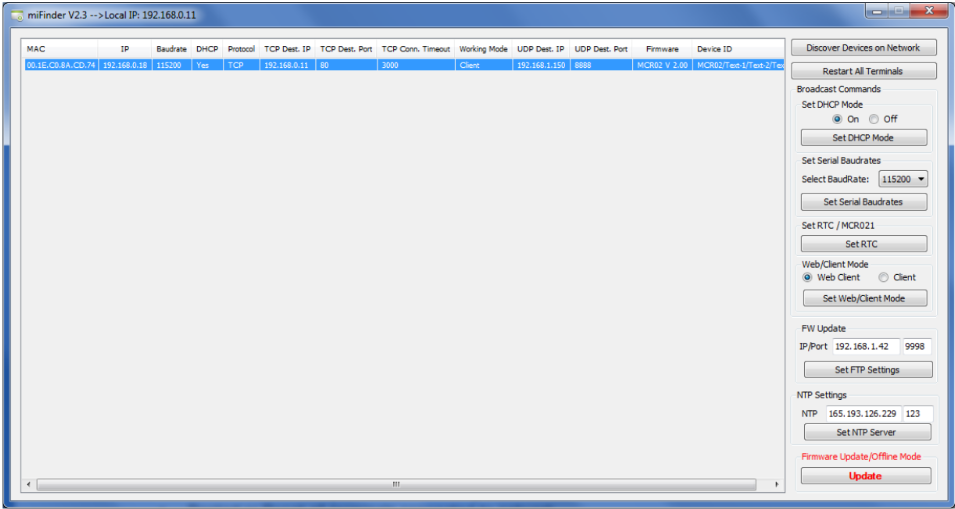 miFinder V2.3 -->Local IP: 192.168.0.11
MAC IP Baudrate DHCP Protocol TCP Dest. IP TCP Dest. Port TCP Conn. Timeout Working Mode UDP Dest. IP UDP Dest. Port Firmware Device ID
00.1E.C0.8A.CD.74 192.168.0.18 115200 Yes TCP 192.168.0.11 80 3000 Client 192.168.1.150 8888 MCR02 V 2.00 MCR02/Text-1/Text-2/Tex
Discover Devices on Network
Restart All Terminals
Broadcast Commands
Set DHCP Mode
On Off
Set DHCP Mode
Set Serial Baudrates
Select BaudRate: 115200
Set Serial Baudrates
Set RTC / MCR021
Set RTC
Web/Client Mode
Web Client Client
Set Web/Client Mode
FW Update
IP/Port 192.168.1.42 9998
Set FTP Settings
NTP Settings
NTP 165.193.126.229 123
Set NTP Server
Firmware Update/Offline Mode
Update